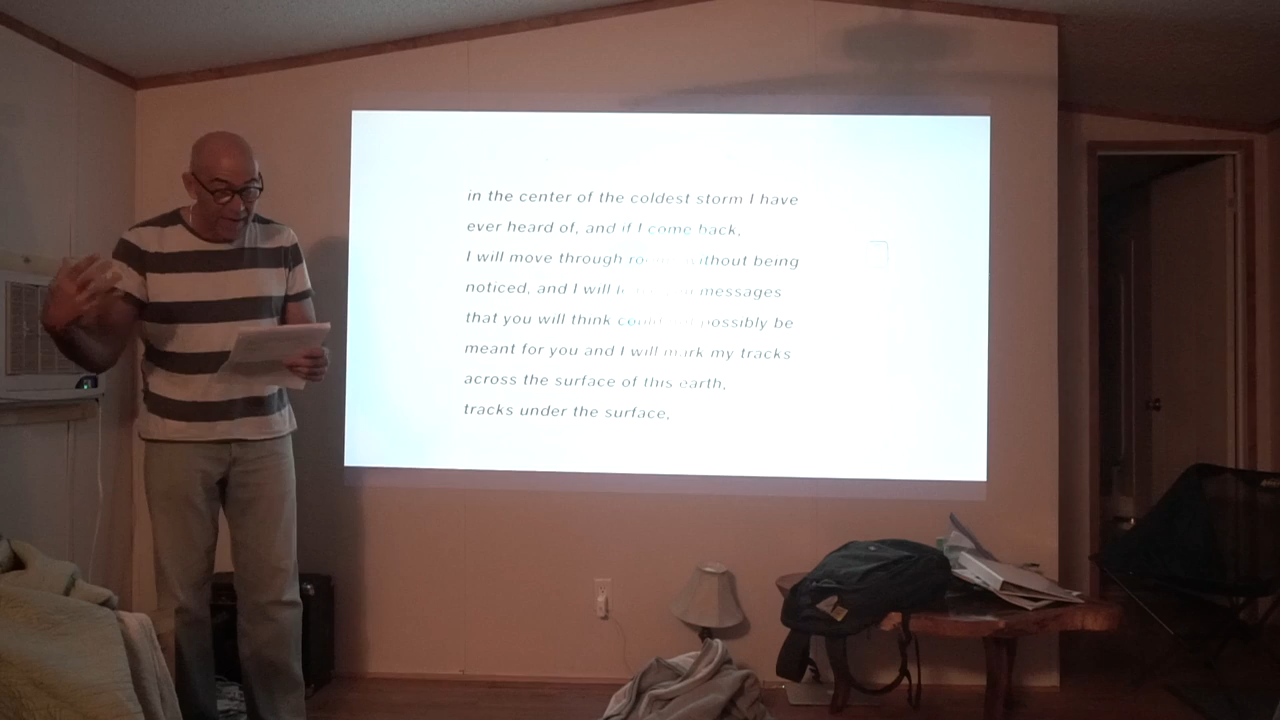 in the center of the coldest storm I have
ever heard of, and if I come back,
I will move through without being
noticed, and I will messages
that you will think possibly be
meant for you and I will mark my tracks
across the surface of this earth,
tracks under the surface,